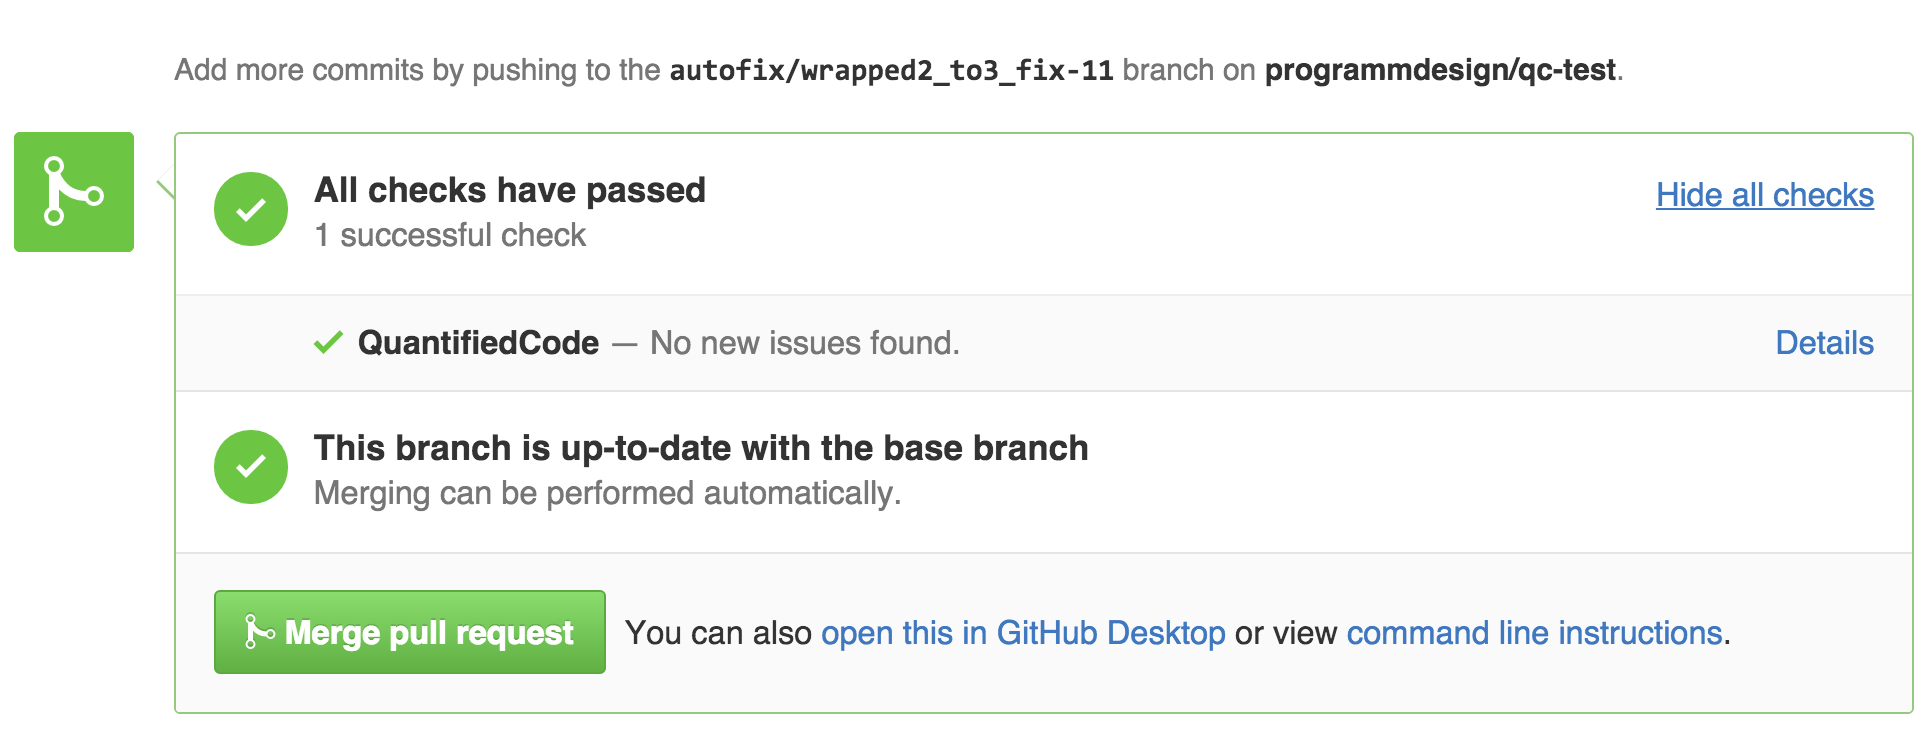 Add more commits by pushing to the autofix/wrapped2_to3_fix-11 branch on programmdesign/qc-test.
All checks have passed
Hide all checks
1 successful check
QuantifiedCode — No new issues found.
Details
This branch is up-to-date with the base branch
Merging can be performed automatically.
Merge pull request
You can also open this in GitHub Desktop or view command line instructions.